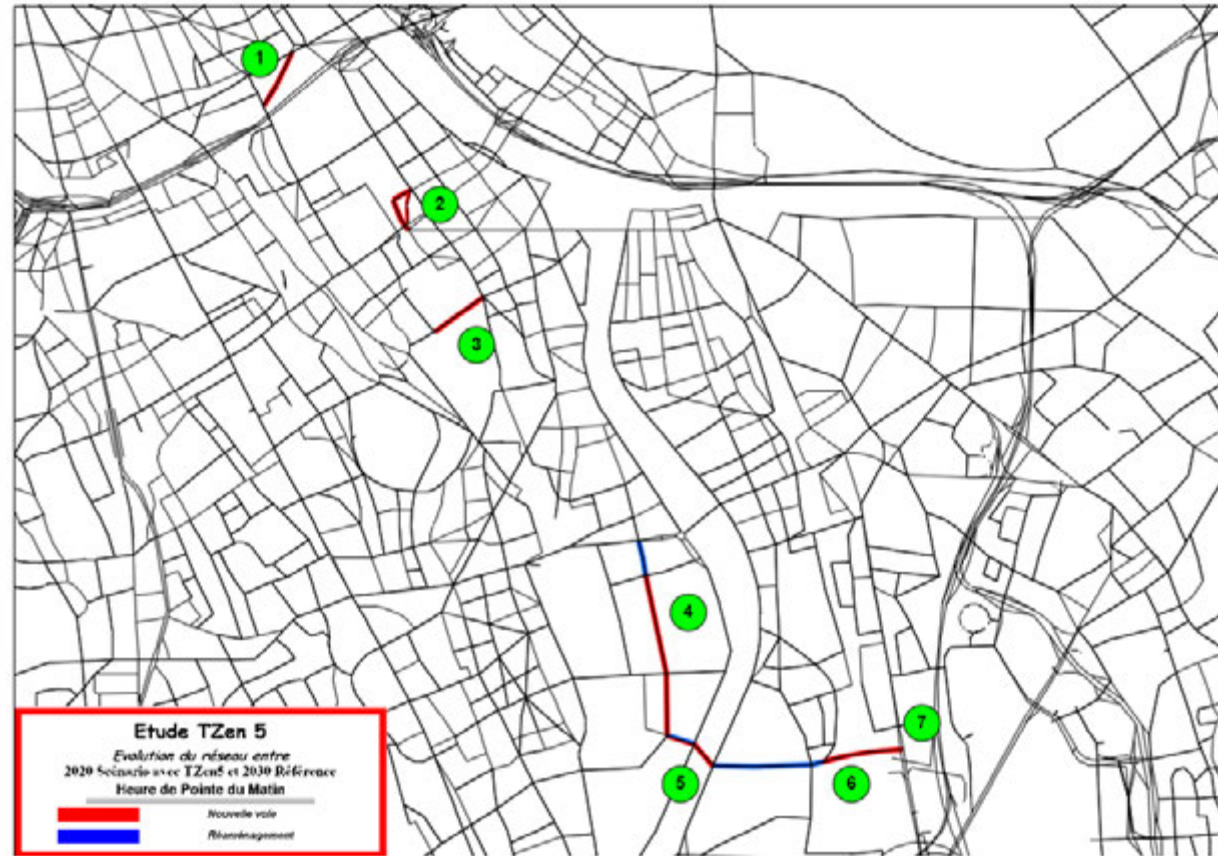 1
2
3
4
5
6
7
Etude TZen 5
Evolution du réseau entre
2020 Scénario avec TZen5 et 2030 Référence
Heure de Pointe du Matin
Nouvelle voie
Réaménagement